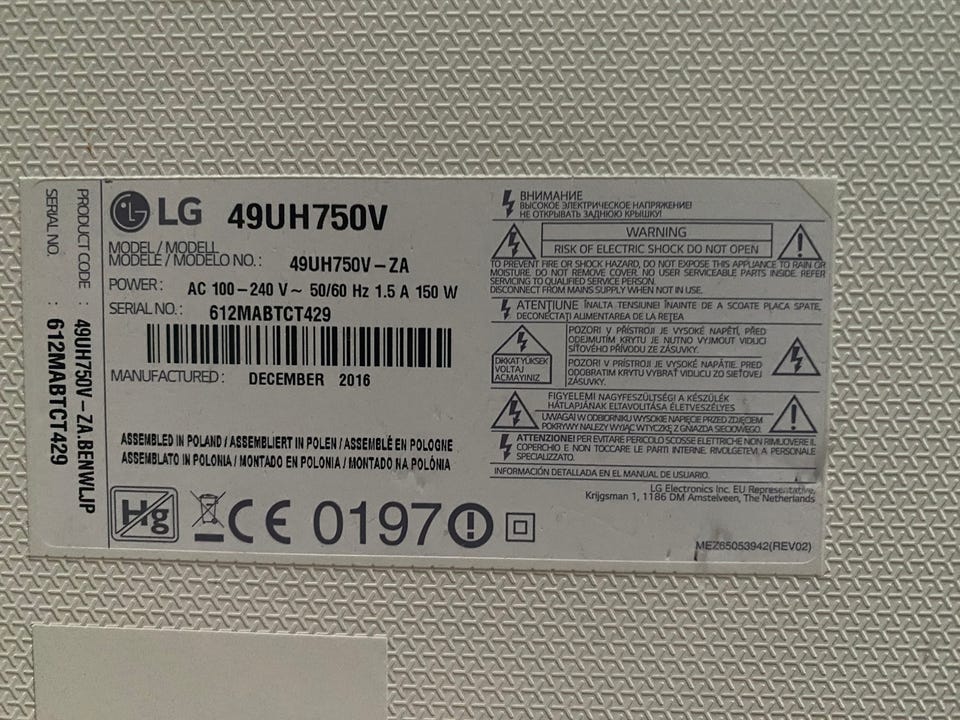 PRODUCT CODE : 49UH750V-ZA.BENWLJP
SERIAL NO. : 612MABTCT429
LG 49UH750V
MODEL / MODELL
MODÈLE / MODELO NO. : 49UH750V-ZA
POWER : AC 100-240 V~ 50/60 Hz 1.5 A 150 W
SERIAL NO. : 612MABTCT429
MANUFACTURED : DECEMBER 2016
ASSEMBLED IN POLAND / ASSEMBLIERT IN POLEN / ASSEMBLÉ EN POLOGNE
ASSEMBLATO IN POLONIA / MONTADO EN POLONIA / MONTADO NA POLÓNIA
Hg CE 0197
ВНИМАНИЕ
ВЫСОКОЕ ЭЛЕКТРИЧЕСКОЕ НАПРЯЖЕНИЕ!
НЕ ОТКРЫВАТЬ ЗАДНЮЮ КРЫШКУ!
WARNING
RISK OF ELECTRIC SHOCK DO NOT OPEN
TO PREVENT FIRE OR SHOCK HAZARD, DO NOT EXPOSE THIS APPLIANCE TO RAIN OR
MOISTURE. DO NOT REMOVE COVER. NO USER SERVICEABLE PARTS INSIDE. REFER
SERVICING TO QUALIFIED SERVICE PERSON.
DISCONNECT FROM MAINS SUPPLY WHEN NOT IN USE.
ATENŢIUNE ÎNALTA TENSIUNE! ÎNAINTE DE A SCOATE PLACA SPATE,
DECONECTAŢI ALIMENTAREA DE LA REŢEA
DIKKAT YÜKSEK
VOLTAJ
AÇMAYINIZ
POZORI V PŘÍSTROJI JE VYSOKÉ NAPĚTÍ, PŘED
ODEJMUTÍM KRYTU JE NUTNO VYJMOUT VIDLICI
SÍŤOVÉHO PŘÍVODU ZE ZÁSUVKY.
POZORI V PRÍSTROJI JE VYSOKÉ NAPÄTIE. PRED
ODOBRATIM KRYTU VYBRAŤ VIDLICU ZO SIEŤOVEJ
ZÁSUVKY.
FIGYELEM! NAGYFESZÜLTSÉG! A KÉSZÜLÉK
HÁTLAPJÁNAK ELTAVOLÍTÁSA ÉLETVESZÉLYES
UWAGA! W ODBIORNIKU WYSOKIE NAPIĘCIE PRZED ZDJĘCIEM
POKRYWY NALEŻY WYJĄĆ WTYCZKĘ Z GNIAZDA SIECIOWEGO.
ATTENZIONE! PER EVITARE PERICOLO SCOSSE ELETTRICHE NON RIMUOVERE IL
COPERCHIO E NON TOCCARE LE PARTI INTERNE. RIVOLGETEVI A PERSONALE
SPECIALIZZATO.
INFORMACIÓN DETALLADA EN EL MANUAL DE USUARIO.
LG Electronics Inc. EU Representative,
Krijgsman 1, 1186 DM Amstelveen, The Netherlands
MEZ65053942(REV02)